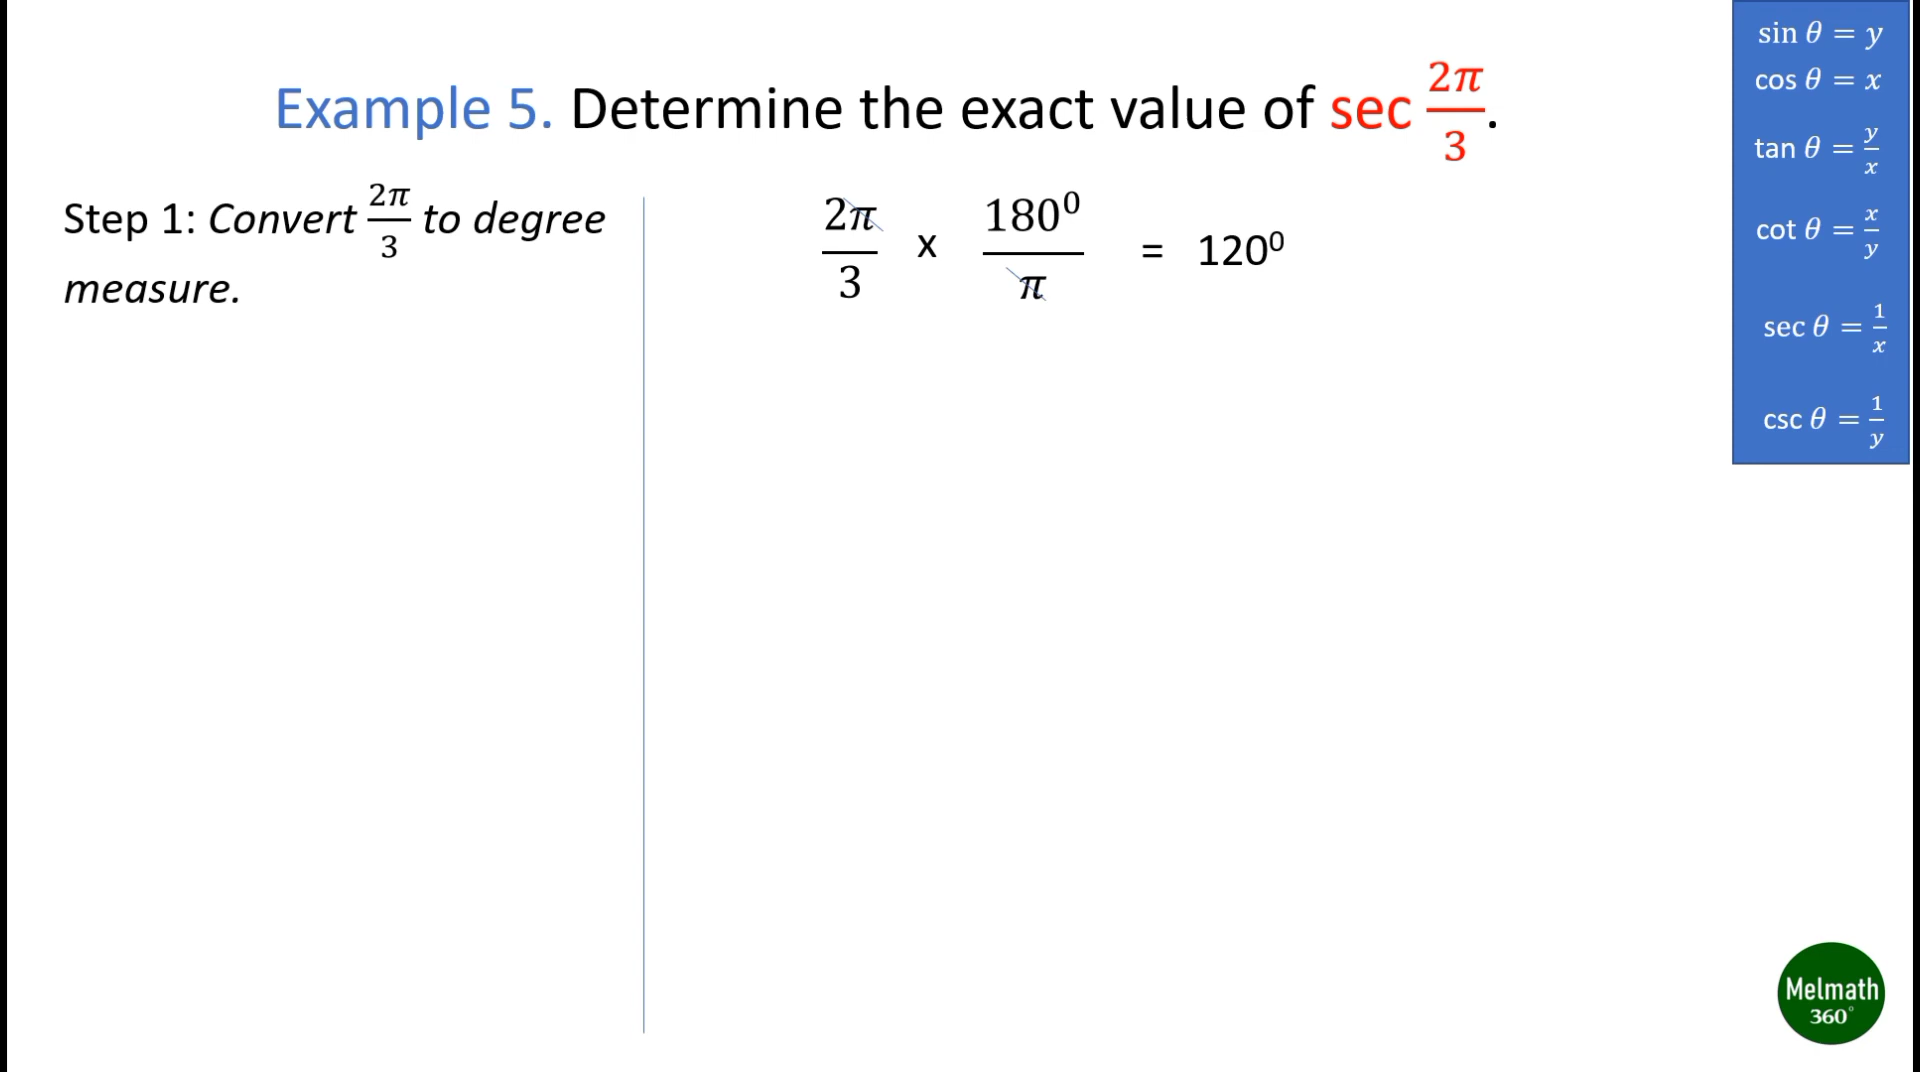 Example 5. Determine the exact value of sec 2π/3.
Step 1: Convert 2π/3 to degree
measure.
2π/3 x 180⁰/π = 120⁰
sin θ = y
cos θ = x
tan θ = y/x
cot θ = x/y
sec θ = 1/x
csc θ = 1/y
Melmath
360°